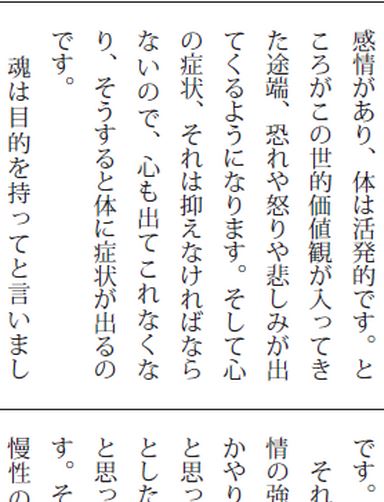 感情があり、体は活発的です。と
ころがこの世的価値観が入ってき
た途端、恐れや怒りや悲しみが出
てくるようになります。そして心
の症状、それは抑えなければなら
ないので、心も出てこれなくな
り、そうすると体に症状が出るの
です。
魂は目的を持ってと言いまし
です。
それ
情の強
かやり
と思っ
とした
と思っ
す。そ
慢性の